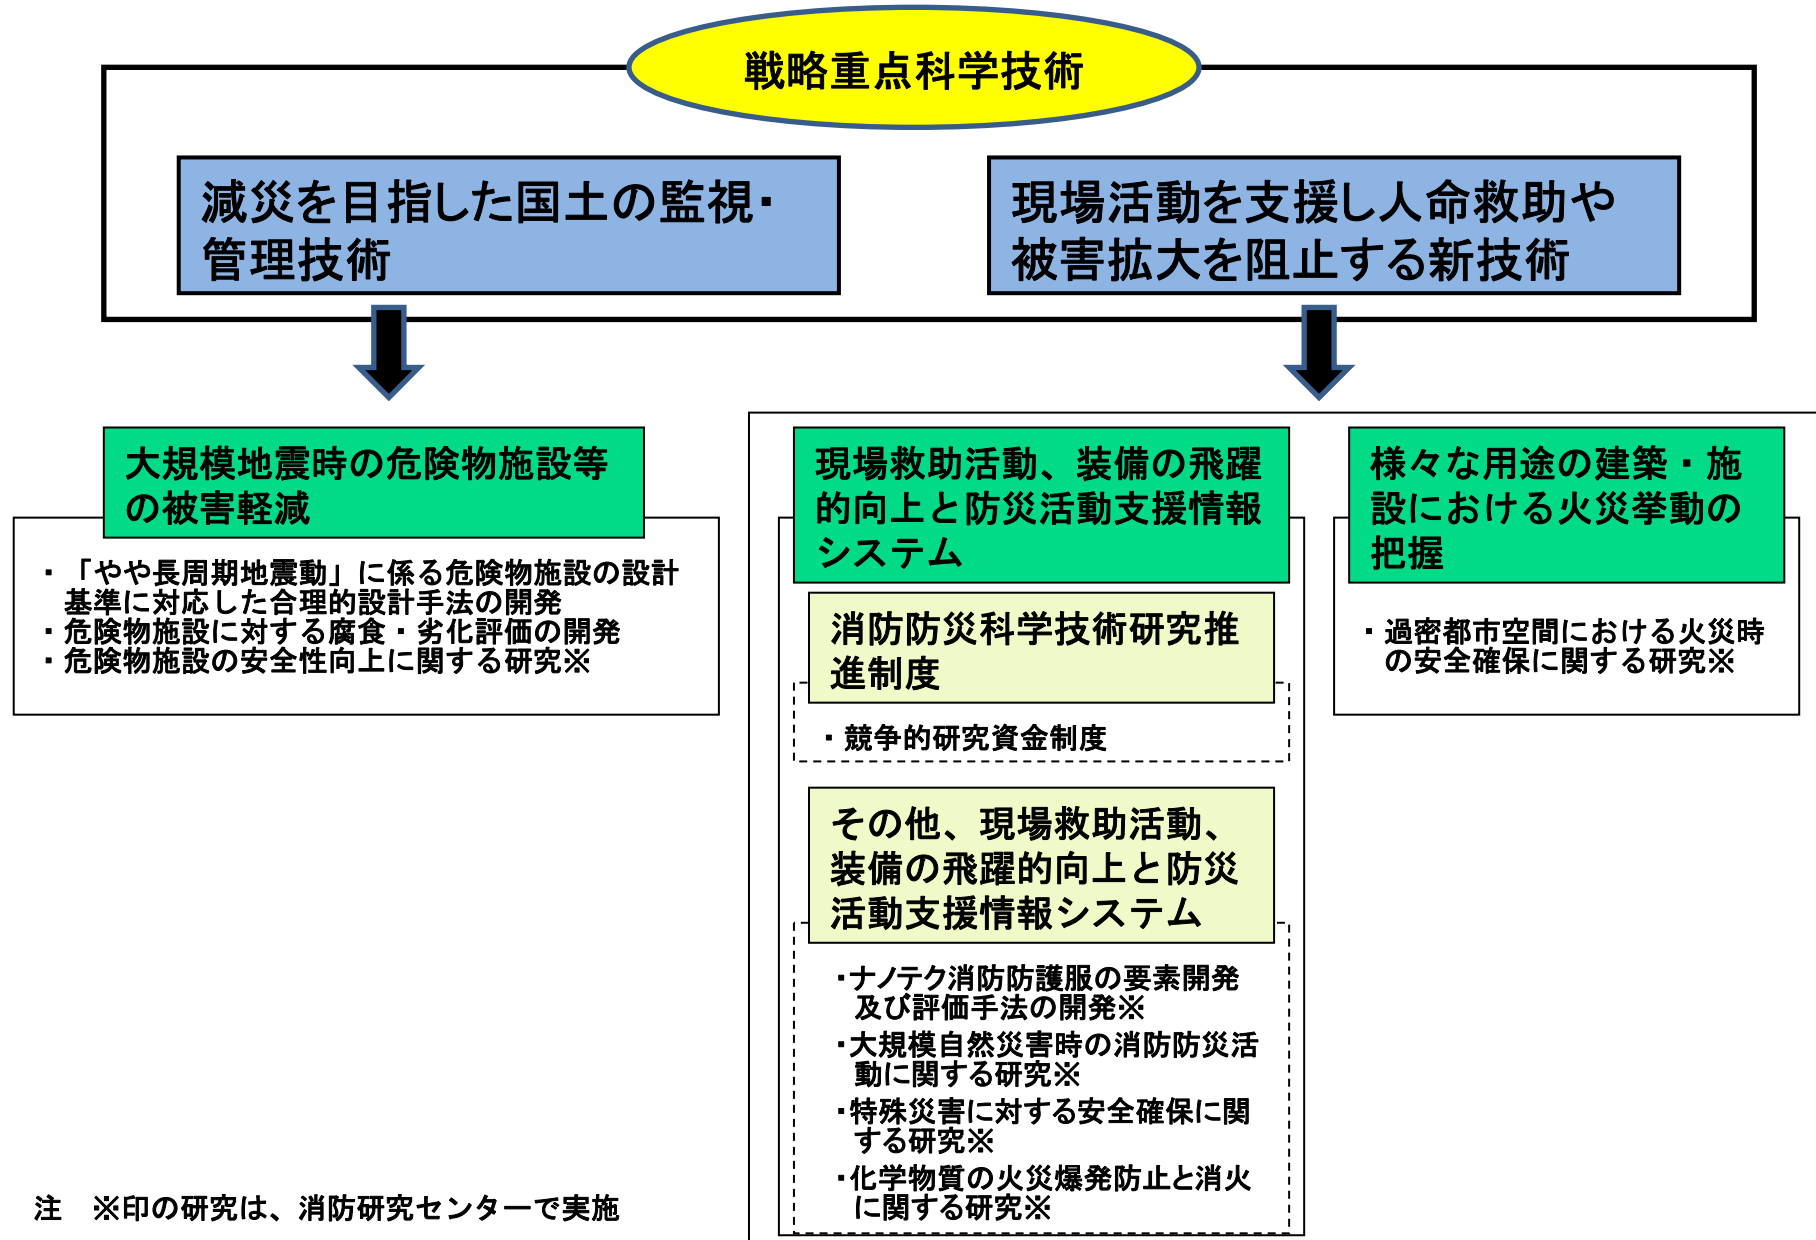 戦略重点科学技術
減災を目指した国土の監視・
管理技術
現場活動を支援し人命救助や
被害拡大を阻止する新技術
大規模地震時の危険物施設等
の被害軽減
・「やや長周期地震動」に係る危険物施設の設計
基準に対応した合理的設計手法の開発
・危険物施設に対する腐食・劣化評価の開発
・危険物施設の安全性向上に関する研究※
現場救助活動、装備の飛躍
的向上と防災活動支援情報
システム
消防防災科学技術研究推
進制度
・競争的研究資金制度
その他、現場救助活動、
装備の飛躍的向上と防災
活動支援情報システム
・ナノテク消防防護服の要素開発
及び評価手法の開発※
・大規模自然災害時の消防防災活
動に関する研究※
・特殊災害に対する安全確保に関
する研究※
・化学物質の火災爆発防止と消火
に関する研究※
様々な用途の建築・施
設における火災挙動の
把握
・過密都市空間における火災時
の安全確保に関する研究※
注　※印の研究は、消防研究センターで実施